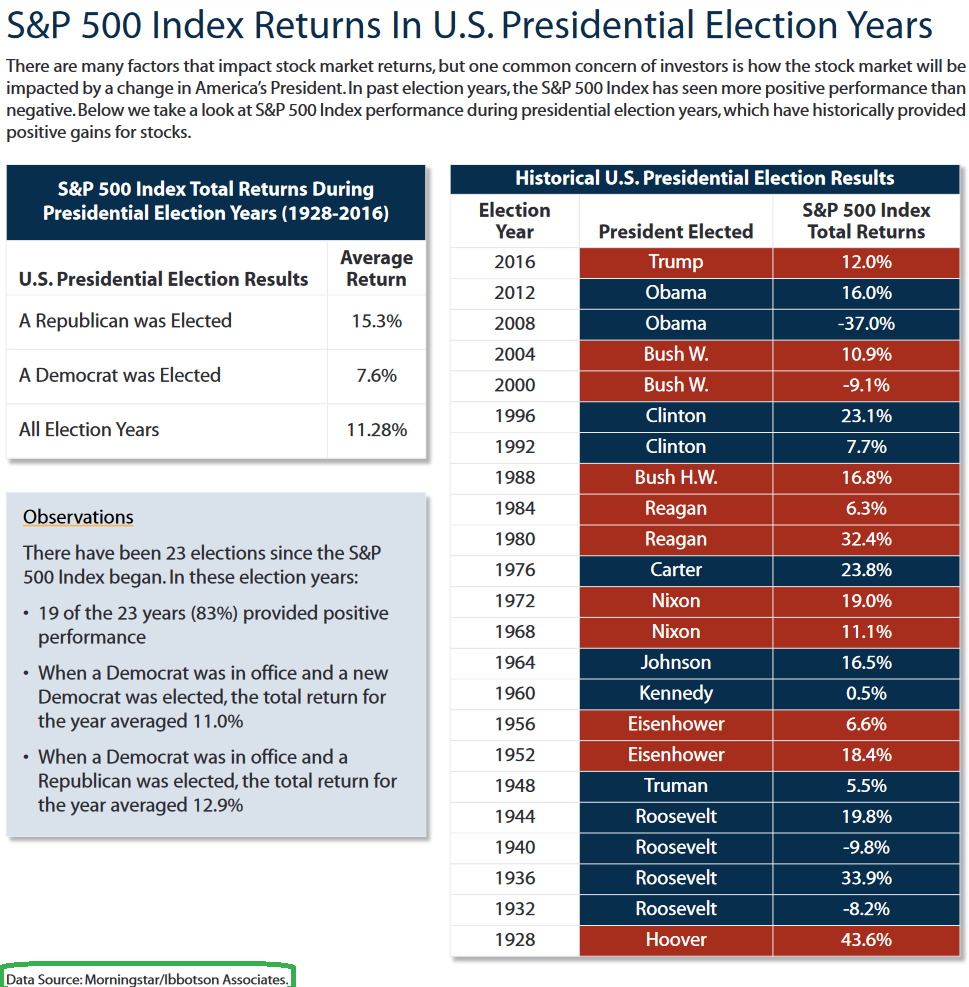 S&P 500 Index Returns In U.S. Presidential Election Years
There are many factors that impact stock market returns, but one common concern of investors is how the stock market will be
impacted by a change in America's President. In past election years, the S&P 500 Index has seen more positive performance than
negative. Below we take a look at S&P 500 Index performance during presidential election years, which have historically provided
positive gains for stocks.
S&P 500 Index Total Returns During
Presidential Election Years (1928-2016)
U.S. Presidential Election Results Average
Return
A Republican was Elected 15.3%
A Democrat was Elected 7.6%
All Election Years 11.28%
Observations
There have been 23 elections since the S&P
500 Index began. In these election years:
• 19 of the 23 years (83%) provided positive
performance
• When a Democrat was in office and a new
Democrat was elected, the total return for
the year averaged 11.0%
• When a Democrat was in office and a
Republican was elected, the total return for
the year averaged 12.9%
Historical U.S. Presidential Election Results
Election
Year President Elected S&P 500 Index
Total Returns
2016 Trump 12.0%
2012 Obama 16.0%
2008 Obama -37.0%
2004 Bush W. 10.9%
2000 Bush W. -9.1%
1996 Clinton 23.1%
1992 Clinton 7.7%
1988 Bush H.W. 16.8%
1984 Reagan 6.3%
1980 Reagan 32.4%
1976 Carter 23.8%
1972 Nixon 19.0%
1968 Nixon 11.1%
1964 Johnson 16.5%
1960 Kennedy 0.5%
1956 Eisenhower 6.6%
1952 Eisenhower 18.4%
1948 Truman 5.5%
1944 Roosevelt 19.8%
1940 Roosevelt -9.8%
1936 Roosevelt 33.9%
1932 Roosevelt -8.2%
1928 Hoover 43.6%
Data Source: Morningstar/Ibbotson Associates.